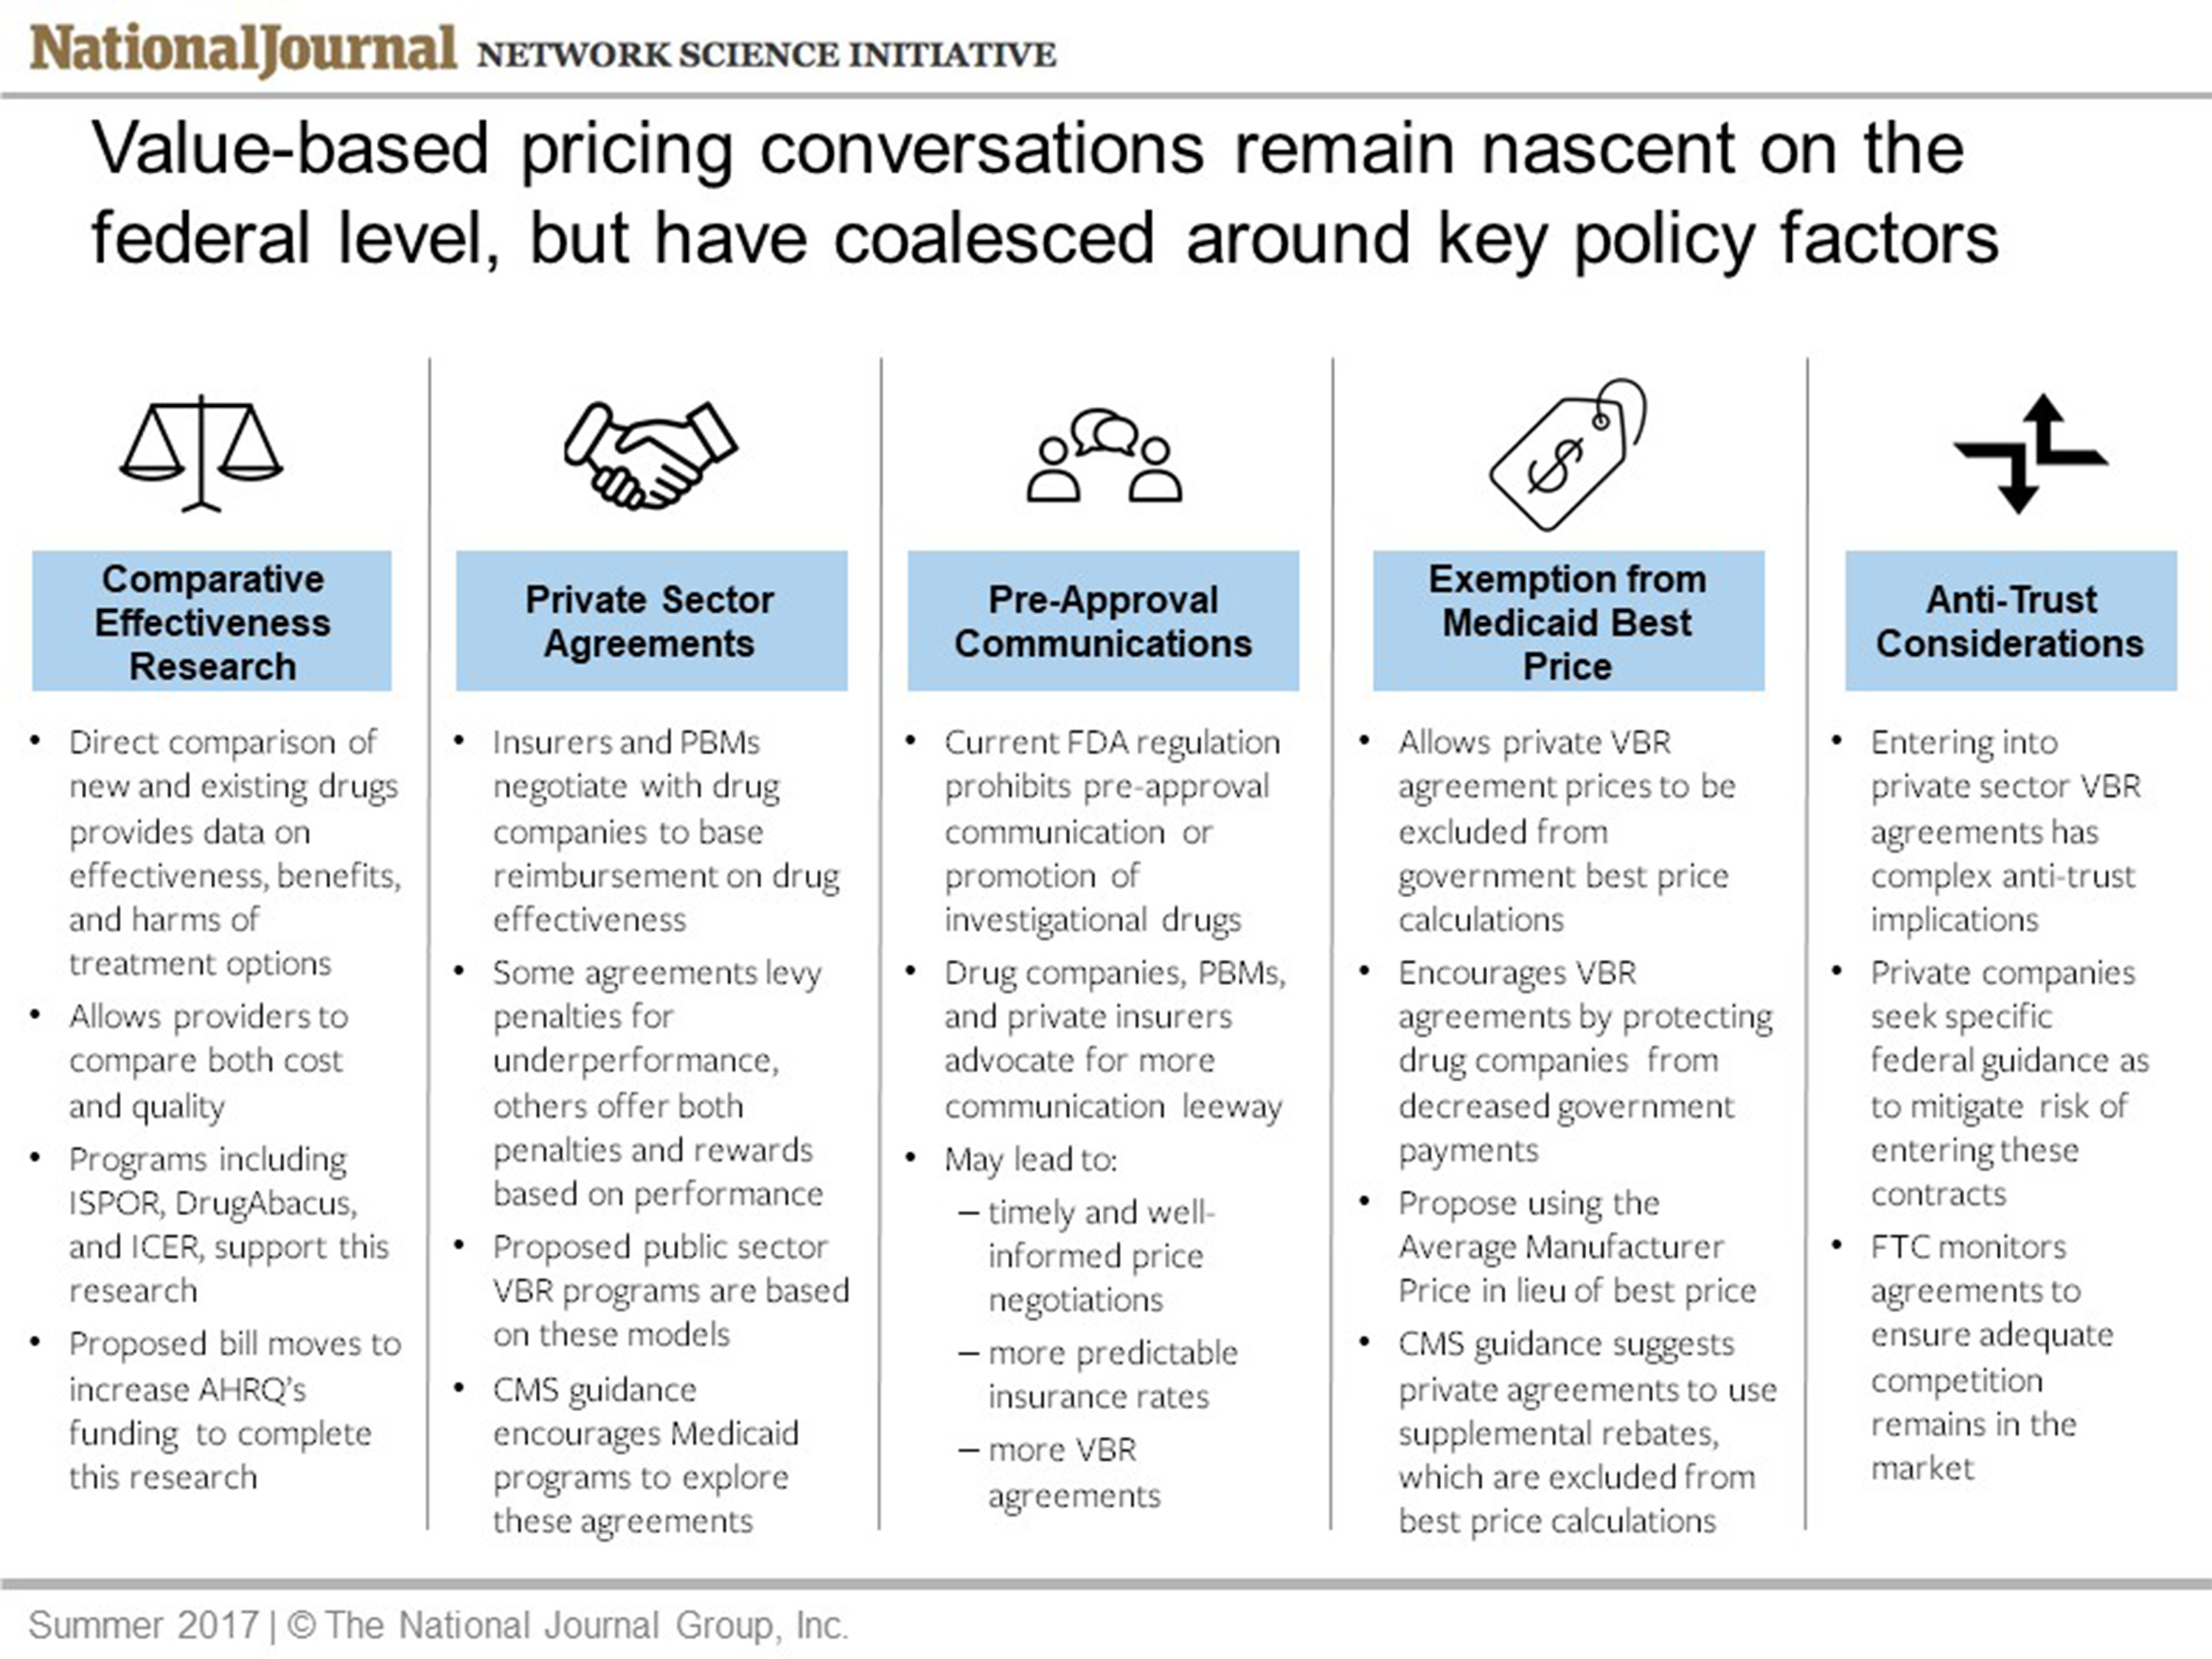 NationalJournal NETWORK SCIENCE INITIATIVE
Value-based pricing conversations remain nascent on the
federal level, but have coalesced around key policy factors
Comparative
Effectiveness
Research
• Direct comparison of
new and existing drugs
provides data on
effectiveness, benefits,
and harms of
treatment options
• Allows providers to
compare both cost
and quality
• Programs including
ISPOR, DrugAbacus,
and ICER, support this
research
• Proposed bill moves to
increase AHRQ's
funding to complete
this research
Private Sector
Agreements
• Insurers and PBMs
negotiate with drug
companies to base
reimbursement on drug
effectiveness
• Some agreements levy
penalties for
underperformance,
others offer both
penalties and rewards
based on performance
• Proposed public sector
VBR programs are based
on these models
• CMS guidance
encourages Medicaid
programs to explore
these agreements
Pre-Approval
Communications
• Current FDA regulation
prohibits pre-approval
communication or
promotion of
investigational drugs
• Drug companies, PBMs,
and private insurers
advocate for more
communication leeway
• May lead to:
– timely and well-
informed price
negotiations
– more predictable
insurance rates
– more VBR
agreements
$
Exemption from
Medicaid Best
Price
• Allows private VBR
agreement prices to be
excluded from
government best price
calculations
• Encourages VBR
agreements by protecting
drug companies from
decreased government
payments
• Propose using the
Average Manufacturer
Price in lieu of best price
• CMS guidance suggests
private agreements to use
supplemental rebates,
which are excluded from
best price calculations
Anti-Trust
Considerations
• Entering into
private sector VBR
agreements has
complex anti-trust
implications
• Private companies
seek specific
federal guidance as
to mitigate risk of
entering these
contracts
• FTC monitors
agreements to
ensure adequate
competition
remains in the
market
Summer 2017 | © The National Journal Group, Inc.